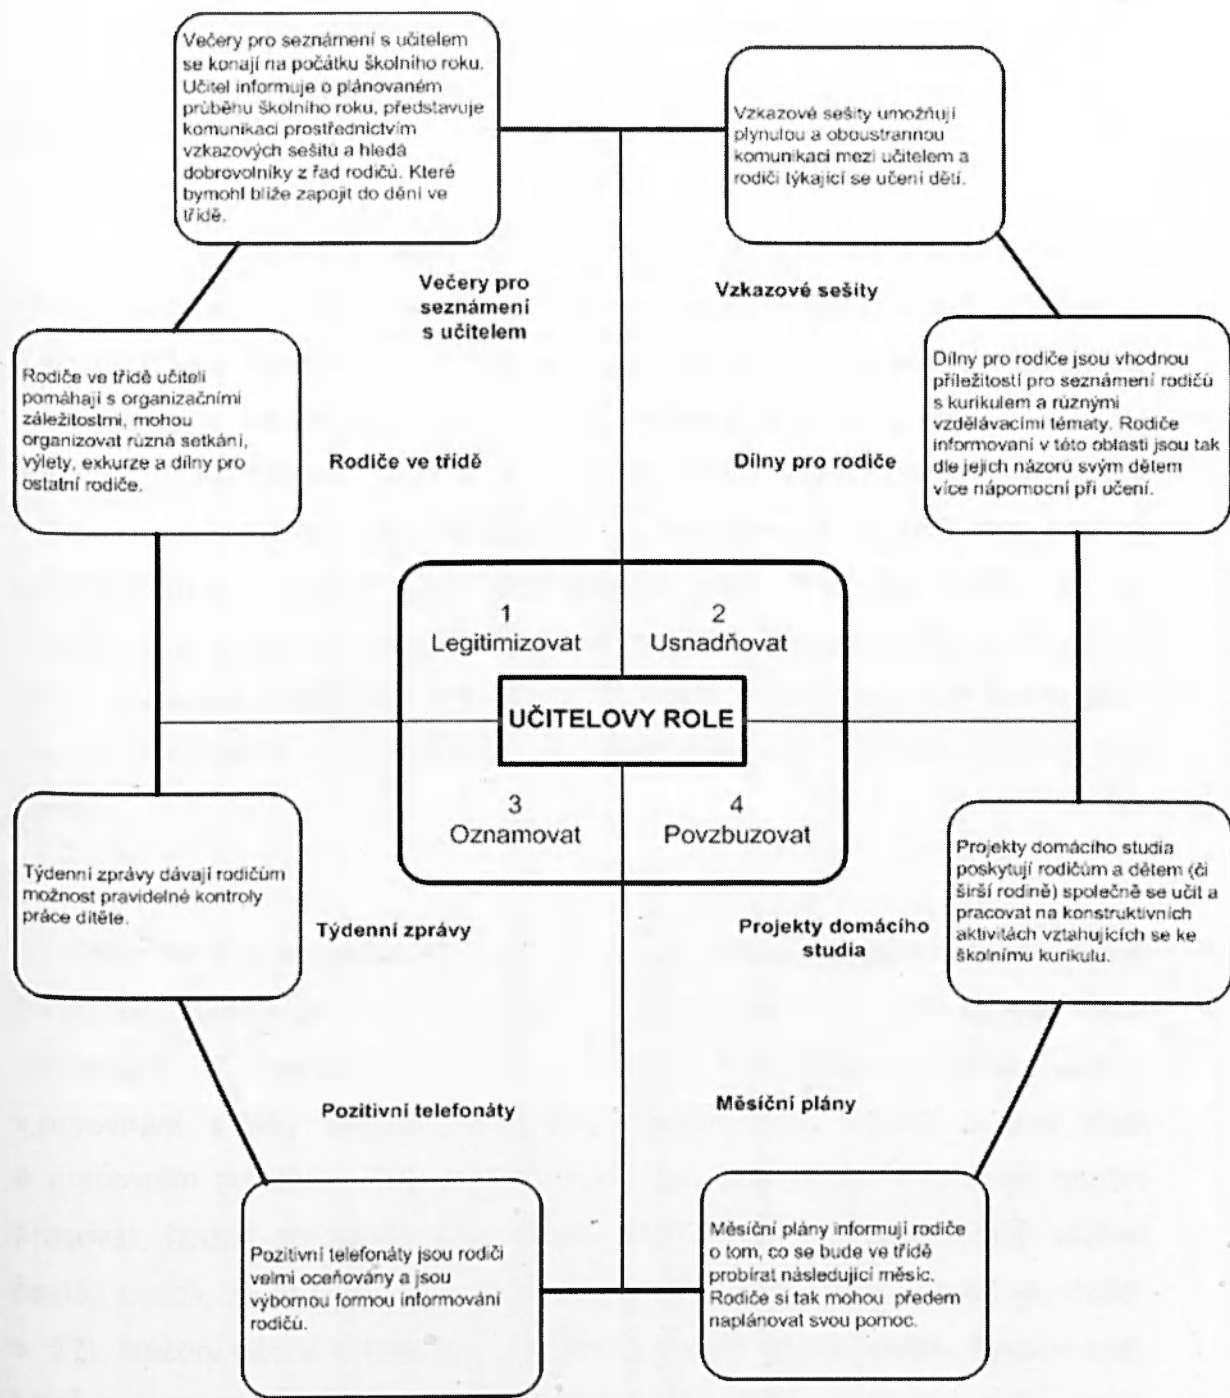 Večery pro seznámení s učitelem
se konají na počátku školního roku.
Učitel informuje o plánovaném
průběhu školního roku, představuje
komunikaci prostřednictvím
vzkazových sešitů a hledá
dobrovolníky z řad rodičů. Které
bymohl blíže zapojit do dění ve
třídě.
Vzkazové sešity umožňují
plynulou a oboustrannou
komunikaci mezi učitelem a
rodiči týkající se učení dětí.
Večery pro
seznámení
s učitelem
Vzkazové sešity
Rodiče ve třídě učiteli
pomáhají s organizačními
záležitostmi, mohou
organizovat různá setkání,
výlety, exkurze a dílny pro
ostatní rodiče.
Rodiče ve třídě
Dílny pro rodiče
Dílny pro rodiče jsou vhodnou
příležitostí pro seznámení rodičů
s kurikulem a různými
vzdělávacími tématy. Rodiče
informovaní v této oblasti jsou tak
dle jejich názorů svým dětem
více nápomocní při učení.
1
Legitimizovat
2
Usnadňovat
UČITELOVY ROLE
3
Oznamovat
4
Povzbuzovat
Týdenní zprávy dávají rodičům
možnost pravidelné kontroly
práce dítěte.
Týdenní zprávy
Projekty domácího
studia
Projekty domácího studia
poskytují rodičům a dětem (či
širší rodině) společně se učit a
pracovat na konstruktivních
aktivitách vztahujících se ke
školnímu kurikulu.
Pozitivní telefonáty
Měsíční plány
Pozitivní telefonáty jsou rodiči
velmi oceňovány a jsou
výbornou formou informování
rodičů.
Měsíční plány informují rodiče
o tom, co se bude ve třídě
probírat následující měsíc.
Rodiče si tak mohou předem
naplánovat svou pomoc.